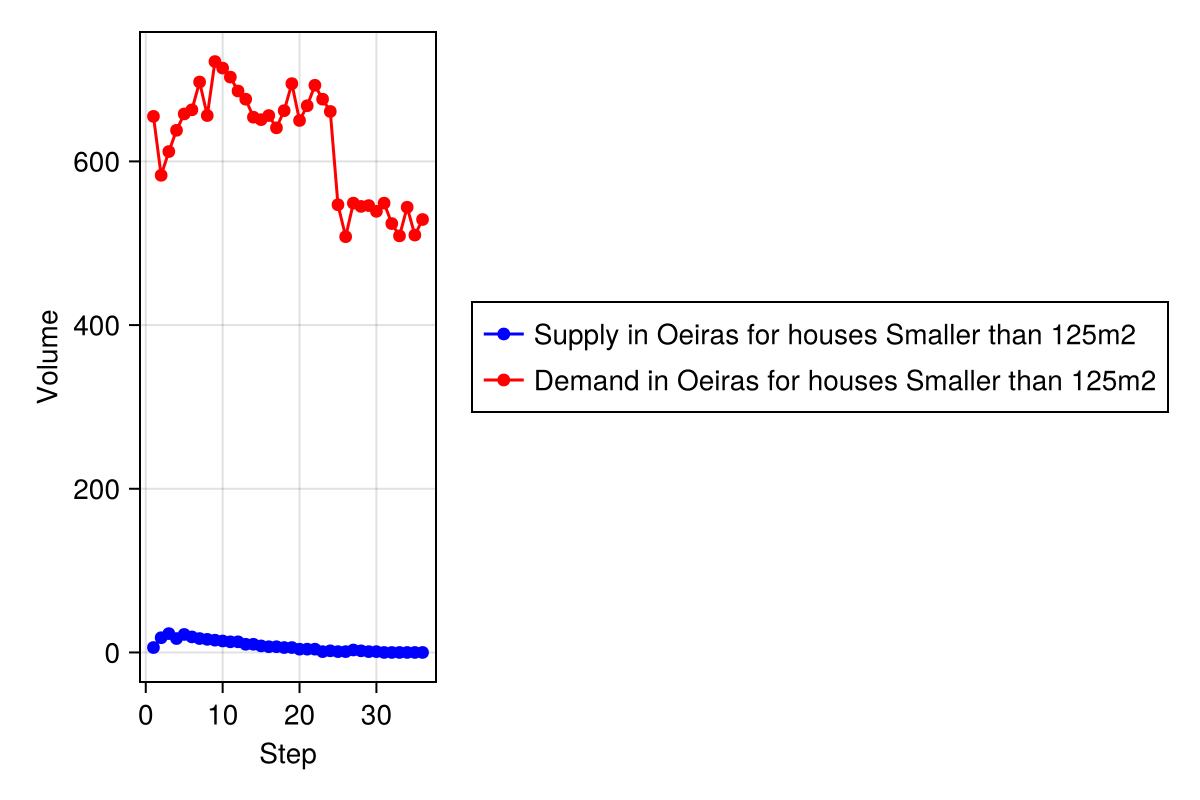 Volume
600
400
200
0
0 10 20 30
Step
Supply in Oeiras for houses Smaller than 125m2
Demand in Oeiras for houses Smaller than 125m2